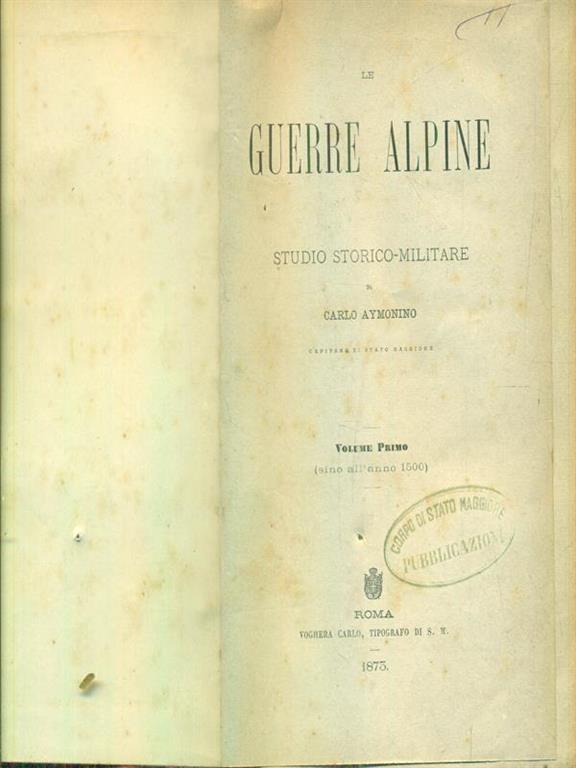 LE
GUERRE ALPINE
STUDIO STORICO-MILITARE
DI
CARLO AYMONINO
CAPITANO DI STATO MAGGIORE
VOLUME PRIMO
(sino all'anno 1500)
CORPO DI STATO MAGGIORE
PUBBLICAZIONI
ROMA
VOGHERA CARLO, TIPOGRAFO DI S. M.
1873.